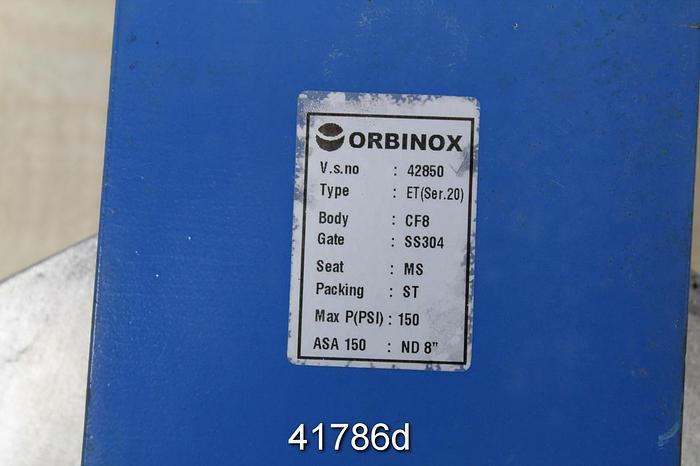 ORBINOX
V.s.no : 42850
Type : ET(Ser.20)
Body : CF8
Gate : SS304
Seat : MS
Packing : ST
Max P(PSI) : 150
ASA 150 : ND 8"
41786d